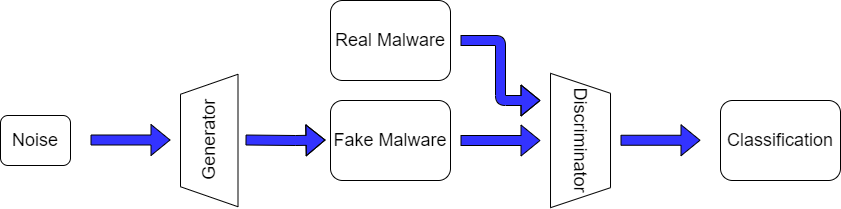 Noise
Generator
Real Malware
Fake Malware
Discriminator
Classification